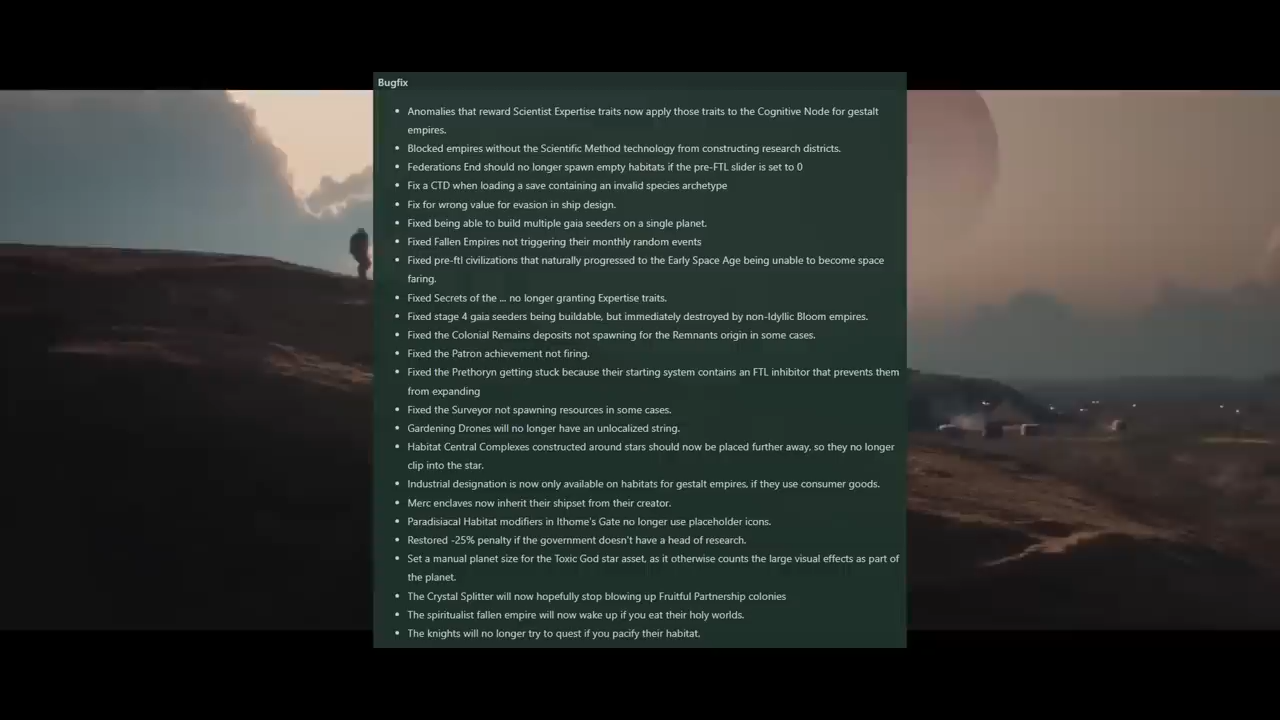 Bugfix
• Anomalies that reward Scientist Expertise traits now apply those traits to the Cognitive Node for gestalt
empires.
• Blocked empires without the Scientific Method technology from constructing research districts.
• Federations End should no longer spawn empty habitats if the pre-FTL slider is set to 0
• Fix a CTD when loading a save containing an invalid species archetype
• Fix for wrong value for evasion in ship design.
• Fixed being able to build multiple gaia seeders on a single planet.
• Fixed Fallen Empires not triggering their monthly random events
• Fixed pre-ftl civilizations that naturally progressed to the Early Space Age being unable to become space
faring.
• Fixed Secrets of the ... no longer granting Expertise traits.
• Fixed stage 4 gaia seeders being buildable, but immediately destroyed by non-Idyllic Bloom empires.
• Fixed the Colonial Remains deposits not spawning for the Remnants origin in some cases.
• Fixed the Patron achievement not firing.
• Fixed the Prethoryn getting stuck because their starting system contains an FTL inhibitor that prevents them
from expanding
• Fixed the Surveyor not spawning resources in some cases.
• Gardening Drones will no longer have an unlocalized string.
• Habitat Central Complexes constructed around stars should now be placed further away, so they no longer
clip into the star.
• Industrial designation is now only available on habitats for gestalt empires, if they use consumer goods.
• Merc enclaves now inherit their shipset from their creator.
• Paradisiacal Habitat modifiers in Ithome's Gate no longer use placeholder icons.
• Restored -25% penalty if the government doesn't have a head of research.
• Set a manual planet size for the Toxic God star asset, as it otherwise counts the large visual effects as part of
the planet.
• The Crystal Splitter will now hopefully stop blowing up Fruitful Partnership colonies
• The spiritualist fallen empire will now wake up if you eat their holy worlds.
• The knights will no longer try to quest if you pacify their habitat.